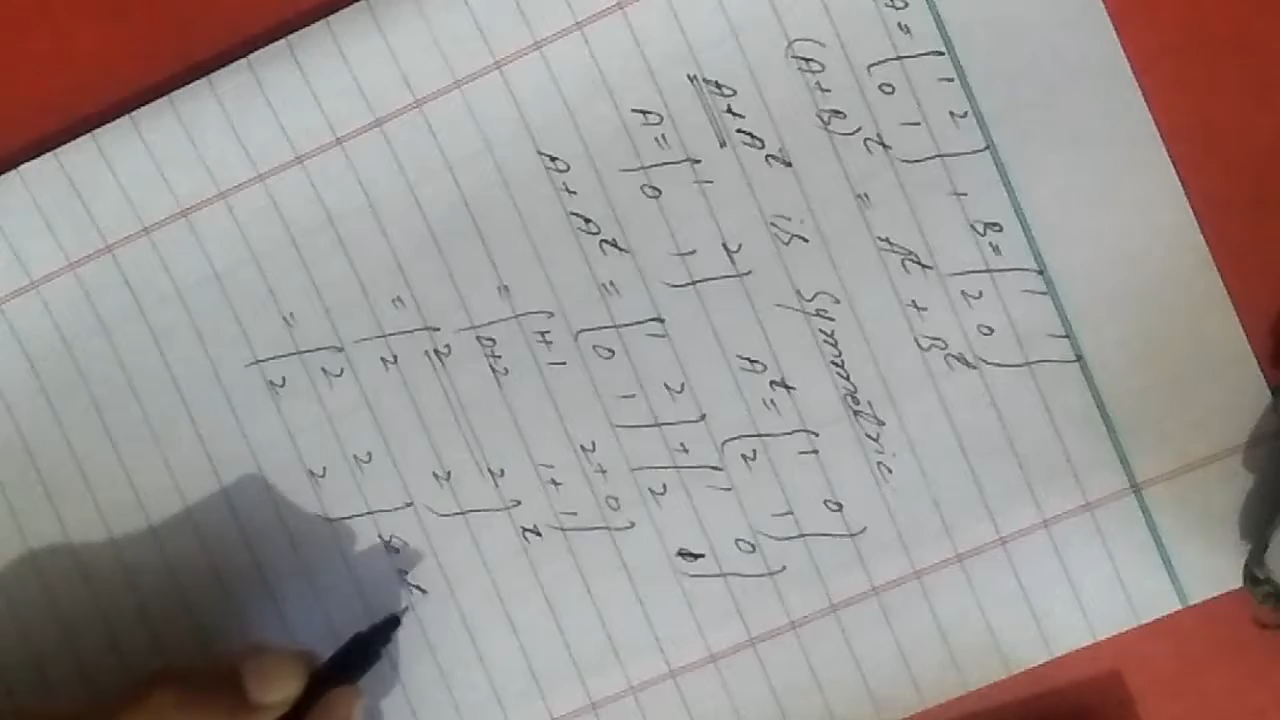 A = [1 2 0 1], B = [1 1 2 0]
(A+B)^t = A^t + B^t
A + A^t is Symmetric
A = [1 2 0 1] A^t = [1 0 2 1]
A + A^t = [1 2 0 1] + [1 0 2 1]
= [1+1 2+0 0+2 1+1]
= [2 2 2 2]^t
= [2 2 2 2]